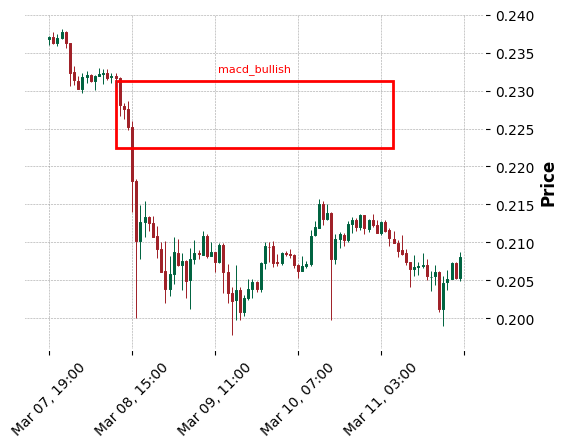 macd_bullish
0.240
0.235
0.230
0.225
0.220
0.215
0.210
0.205
0.200
Price
Mar 07, 19:00
Mar 08, 15:00
Mar 09, 11:00
Mar 10, 07:00
Mar 11, 03:00